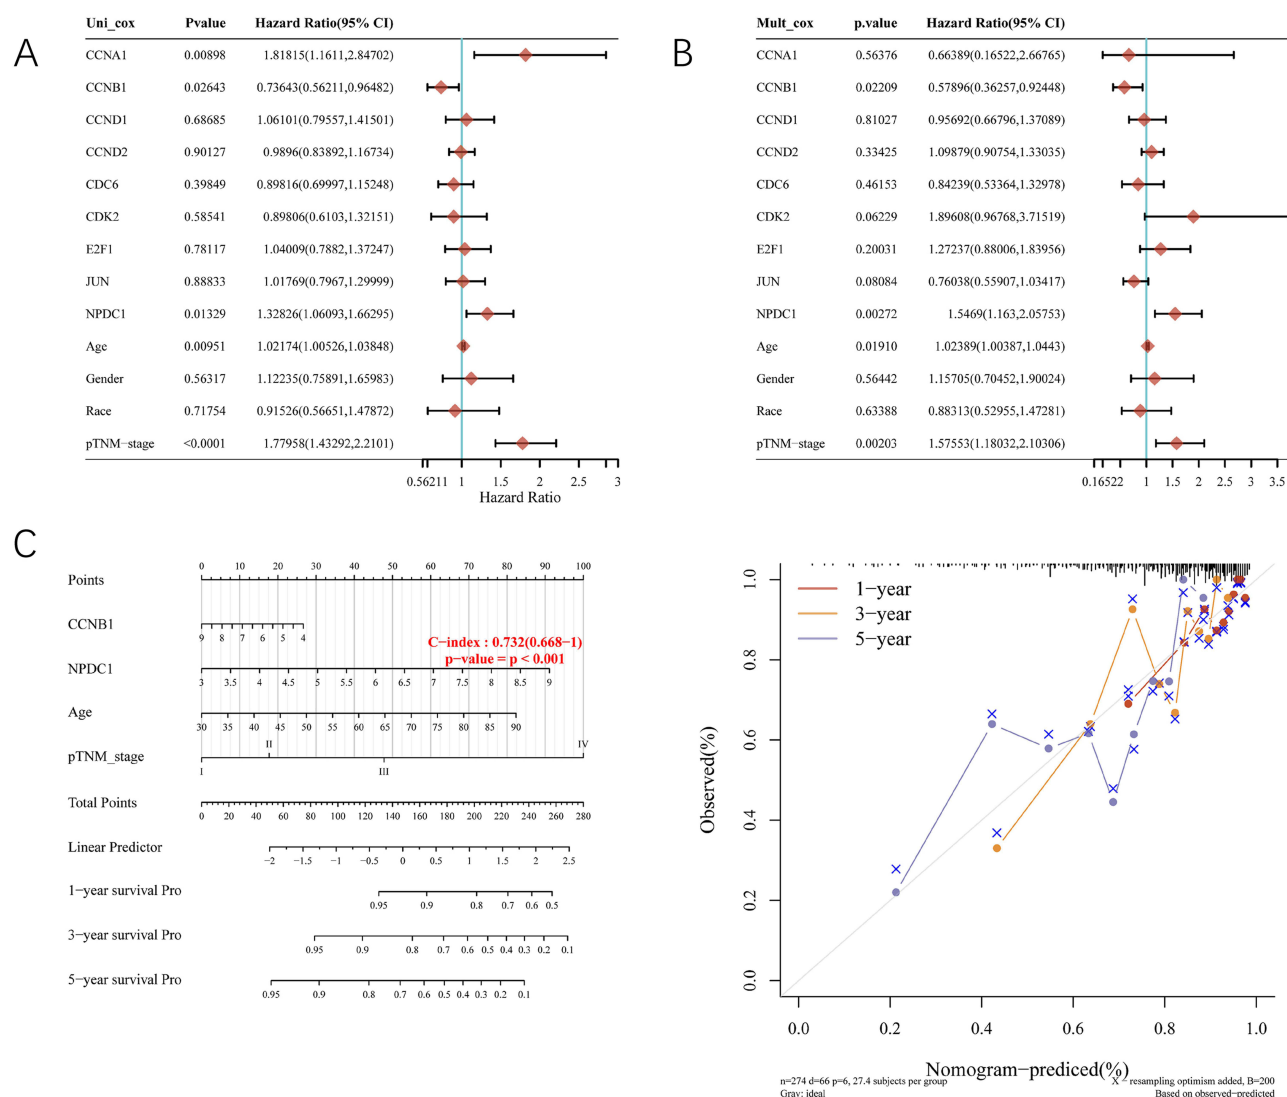 A
Uni_cox Pvalue Hazard Ratio(95% CI)
CCNA1 0.00898 1.81815(1.1611,2.84702)
CCNB1 0.02643 0.73643(0.56211,0.96482)
CCND1 0.68685 1.06101(0.79557,1.41501)
CCND2 0.90127 0.9896(0.83892,1.16734)
CDC6 0.39849 0.89816(0.69997,1.15248)
CDK2 0.58541 0.89806(0.6103,1.32151)
E2F1 0.78117 1.04009(0.7882,1.37247)
JUN 0.88833 1.01769(0.7967,1.29999)
NPDC1 0.01329 1.32826(1.06093,1.66295)
Age 0.00951 1.02174(1.00526,1.03848)
Gender 0.56317 1.12235(0.75891,1.65983)
Race 0.71754 0.91526(0.56651,1.47872)
pTNM−stage <0.0001 1.77958(1.43292,2.2101)
0.56211 1 1.5 2 2.5 3
Hazard Ratio
B
Mult_cox p.value Hazard Ratio(95% CI)
CCNA1 0.56376 0.66389(0.16522,2.66765)
CCNB1 0.02209 0.57896(0.36257,0.92448)
CCND1 0.81027 0.95692(0.66796,1.37089)
CCND2 0.33425 1.09879(0.90754,1.33035)
CDC6 0.46153 0.84239(0.53364,1.32978)
CDK2 0.06229 1.89608(0.96768,3.71519)
E2F1 0.20031 1.27237(0.88006,1.83956)
JUN 0.08084 0.76038(0.55907,1.03417)
NPDC1 0.00272 1.5469(1.163,2.05753)
Age 0.01910 1.02389(1.00387,1.0443)
Gender 0.56442 1.15705(0.70452,1.90024)
Race 0.63388 0.88313(0.52955,1.47281)
pTNM−stage 0.00203 1.57553(1.18032,2.10306)
0.16522 1 1.5 2 2.5 3 3.5
C
0 10 20 30 40 50 60 70 80 90 100
Points
CCNB1
9 8 7 6 5 4
C−index : 0.732(0.668−1)
p−value = p < 0.001
NPDC1
3 3.5 4 4.5 5 5.5 6 6.5 7 7.5 8 8.5 9
Age
30 35 40 45 50 55 60 65 70 75 80 85 90
II IV
pTNM_stage
I III
Total Points
0 20 40 60 80 100 120 140 160 180 200 220 240 260 280
Linear Predictor
−2 −1.5 −1 −0.5 0 0.5 1 1.5 2 2.5
1−year survival Pro
0.95 0.9 0.8 0.7 0.6 0.5
3−year survival Pro
0.95 0.9 0.8 0.7 0.6 0.5 0.4 0.3 0.2 0.1
5−year survival Pro
0.95 0.9 0.8 0.7 0.6 0.5 0.4 0.3 0.2 0.1
1−year
3−year
5−year
Observed(%)
1.0
0.8
0.6
0.4
0.2
0.0
0.0 0.2 0.4 0.6 0.8 1.0
Nomogram−prediced(%)
n=274 d=66 p=6, 27.4 subjects per group
Gray: ideal
X − resampling optimism added, B=200
Based on observed−predicted